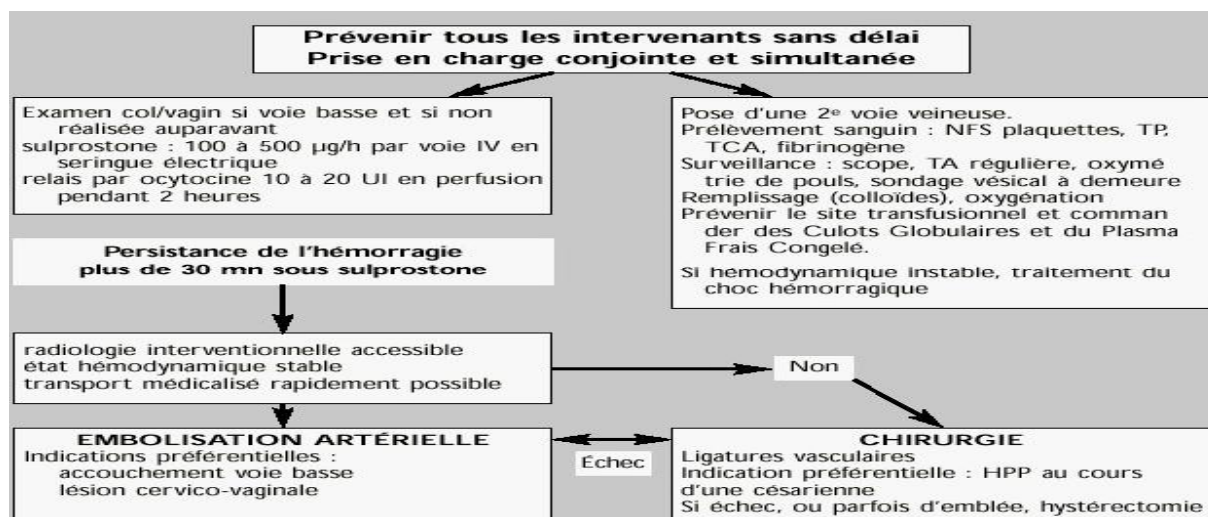 Prévenir tous les intervenants sans délai
Prise en charge conjointe et simultanée
Examen col/vagin si voie basse et si non
réalisée auparavant
sulprostone : 100 à 500 µg/h par voie IV en
seringue électrique
relais par ocytocine 10 à 20 UI en perfusion
pendant 2 heures
Pose d'une 2e voie veineuse.
Prélèvement sanguin : NFS plaquettes, TP,
TCA, fibrinogène
Surveillance : scope, TA régulière, oxymé
trie de pouls, sondage vésical à demeure
Remplissage (colloïdes), oxygénation
Prévenir le site transfusionnel et comman
der des Culots Globulaires et du Plasma
Frais Congelé.
Si hémodynamique instable, traitement du
choc hémorragique
Persistance de l'hémorragie
plus de 30 mn sous sulprostone
radiologie interventionnelle accessible
état hémodynamique stable
transport médicalisé rapidement possible
Non
EMBOLISATION ARTÉRIELLE
Indications préférentielles :
accouchement voie basse
lésion cervico-vaginale
Échec
CHIRURGIE
Ligatures vasculaires
Indication préférentielle : HPP au cours
d'une césarienne
Si échec, ou parfois d'emblée, hystérectomie